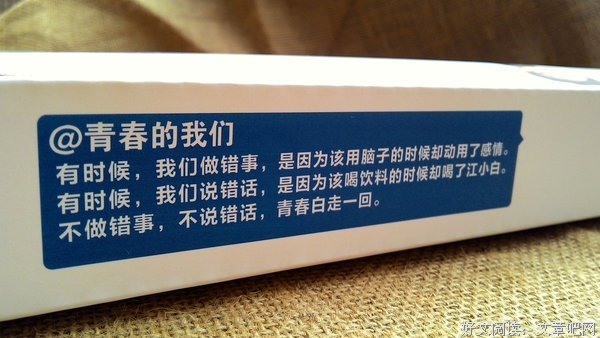 @青春的我们
有时候，我们做错事，是因为该用脑子的时候却动用了感情。
有时候，我们说错话，是因为该喝饮料的时候却喝了江小白。
不做错事，不说错话，青春白走一回。
好文阅读：文章吧网